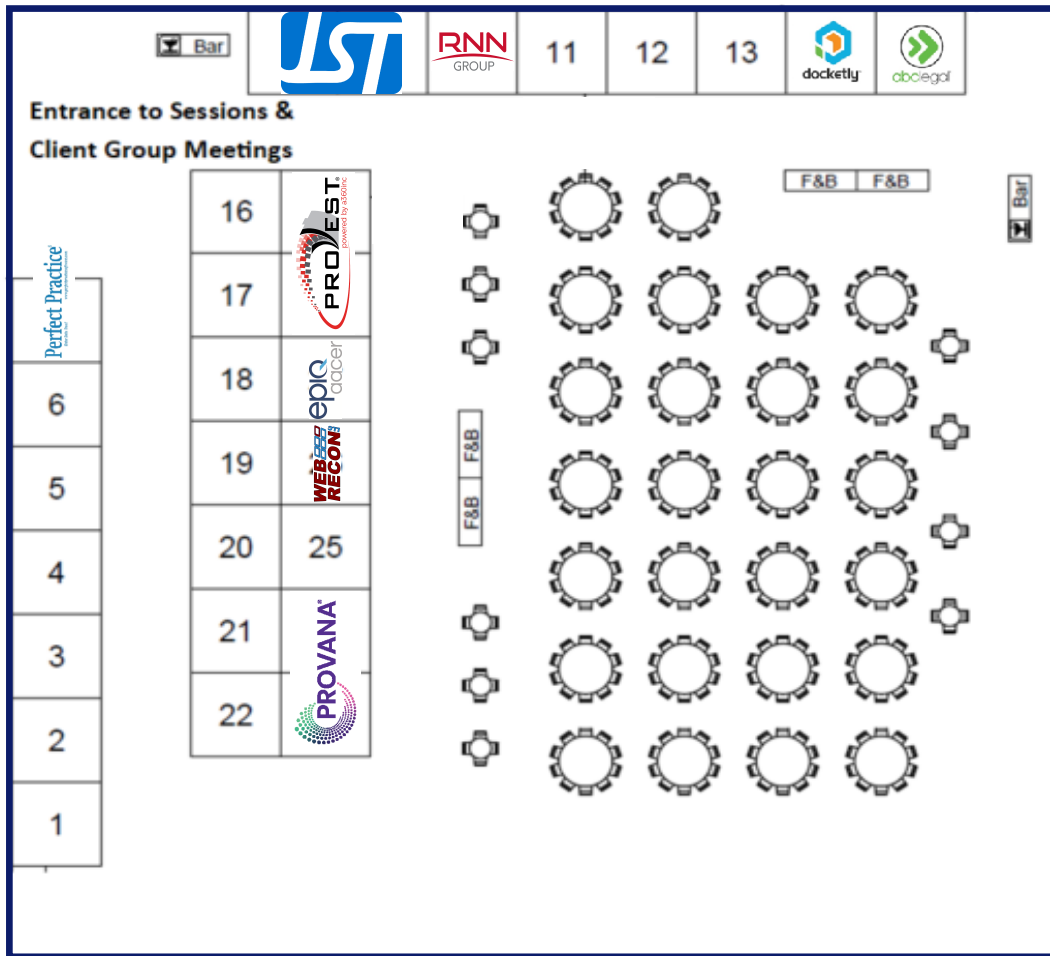 Bar
JST
RNN
GROUP
11
12
13
docketly
abclegal
Entrance to Sessions &
Client Group Meetings
F&B
F&B
Bar
16
PROVEST
powered by a360inc
17
Perfect Practice®
18
epiq
aacer
6
19
WEB
RECON
F&B
F&B
5
20
25
4
21
PROVANA
3
22
2
1